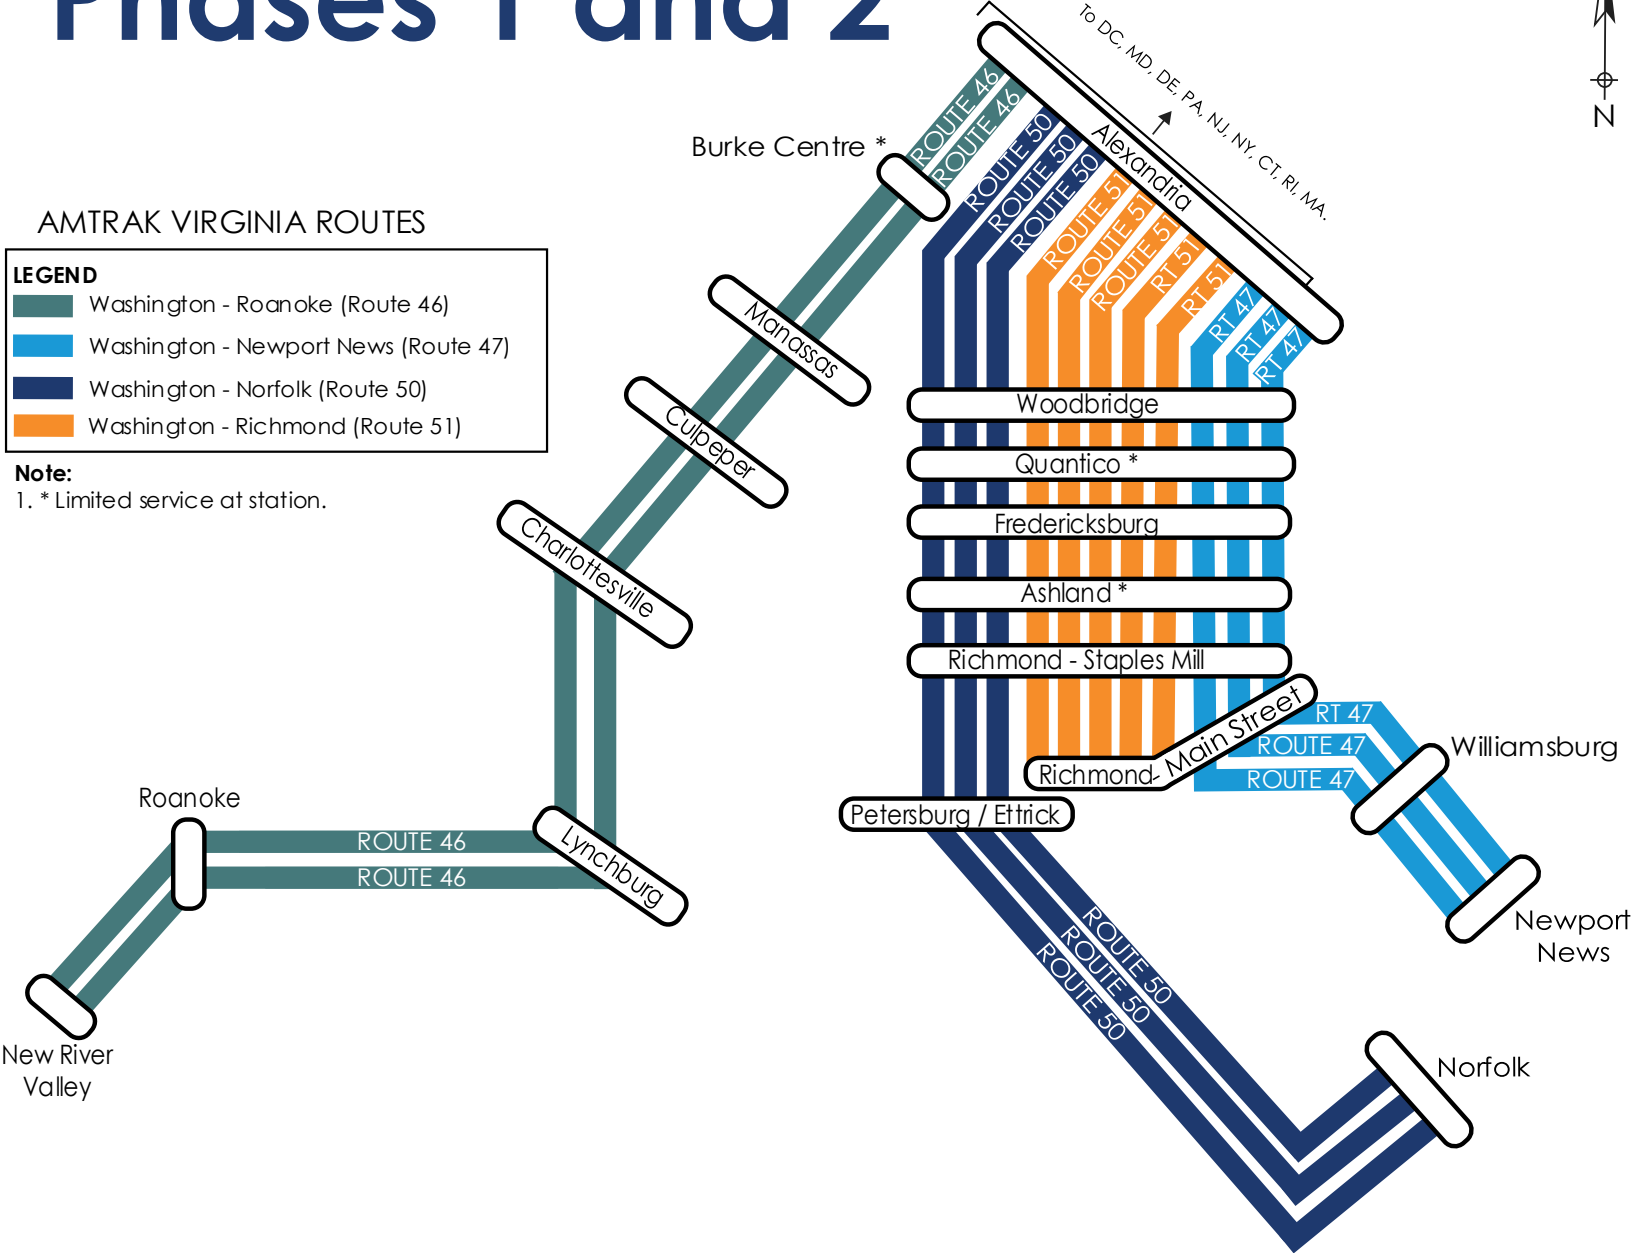 Phases 1 and 2
To DC, MD, DE, PA, NJ, NY, CT, RI, MA.
N
ROUTE 46
ROUTE 46
ROUTE 50
ROUTE 50
ROUTE 50
ROUTE 51
ROUTE 51
ROUTE 51
RT 51
RT 51
RT 47
RT 47
RT 47
Alexandria
Burke Centre *
AMTRAK VIRGINIA ROUTES
LEGEND
Washington - Roanoke (Route 46)
Washington - Newport News (Route 47)
Washington - Norfolk (Route 50)
Washington - Richmond (Route 51)
Note:
1. * Limited service at station.
Manassas
Culpeper
Charlottesville
Woodbridge
Quantico *
Fredericksburg
Ashland *
Richmond - Staples Mill
Richmond- Main Street
RT 47
ROUTE 47
ROUTE 47
Williamsburg
Newport
News
Petersburg / Ettrick
Roanoke
ROUTE 46
ROUTE 46
Lynchburg
New River
Valley
ROUTE 50
ROUTE 50
ROUTE 50
Norfolk